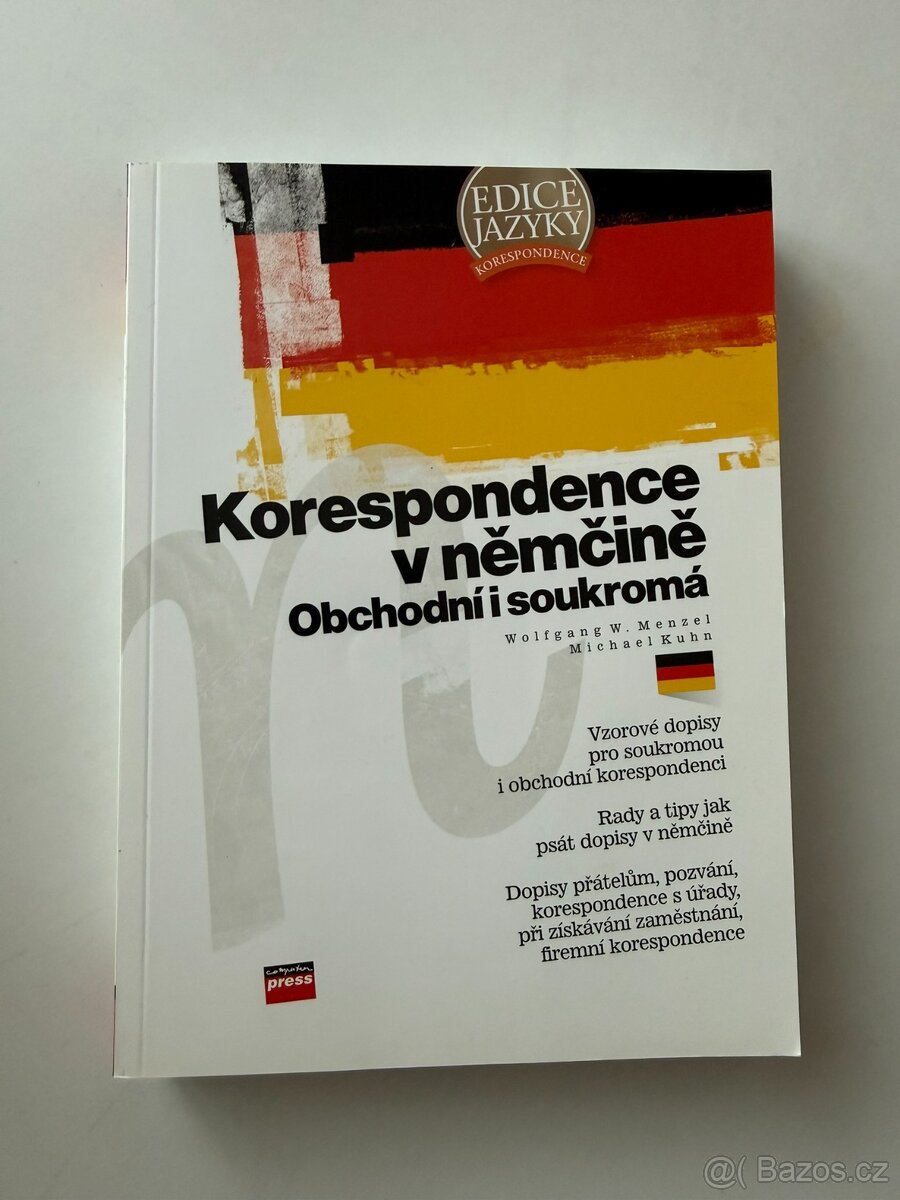 EDICE
JAZYKY
KORESPONDENCE
Korespondence
v němčině
Obchodní i soukromá
Wolfgang W. Menzel
Michael Kuhn
Vzorové dopisy
pro soukromou
i obchodní korespondenci
Rady a tipy jak
psát dopisy v němčině
Dopisy přátelům, pozvání,
korespondence s úřady,
při získávání zaměstnání,
firemní korespondence
computer
press
@( Bazos.cz